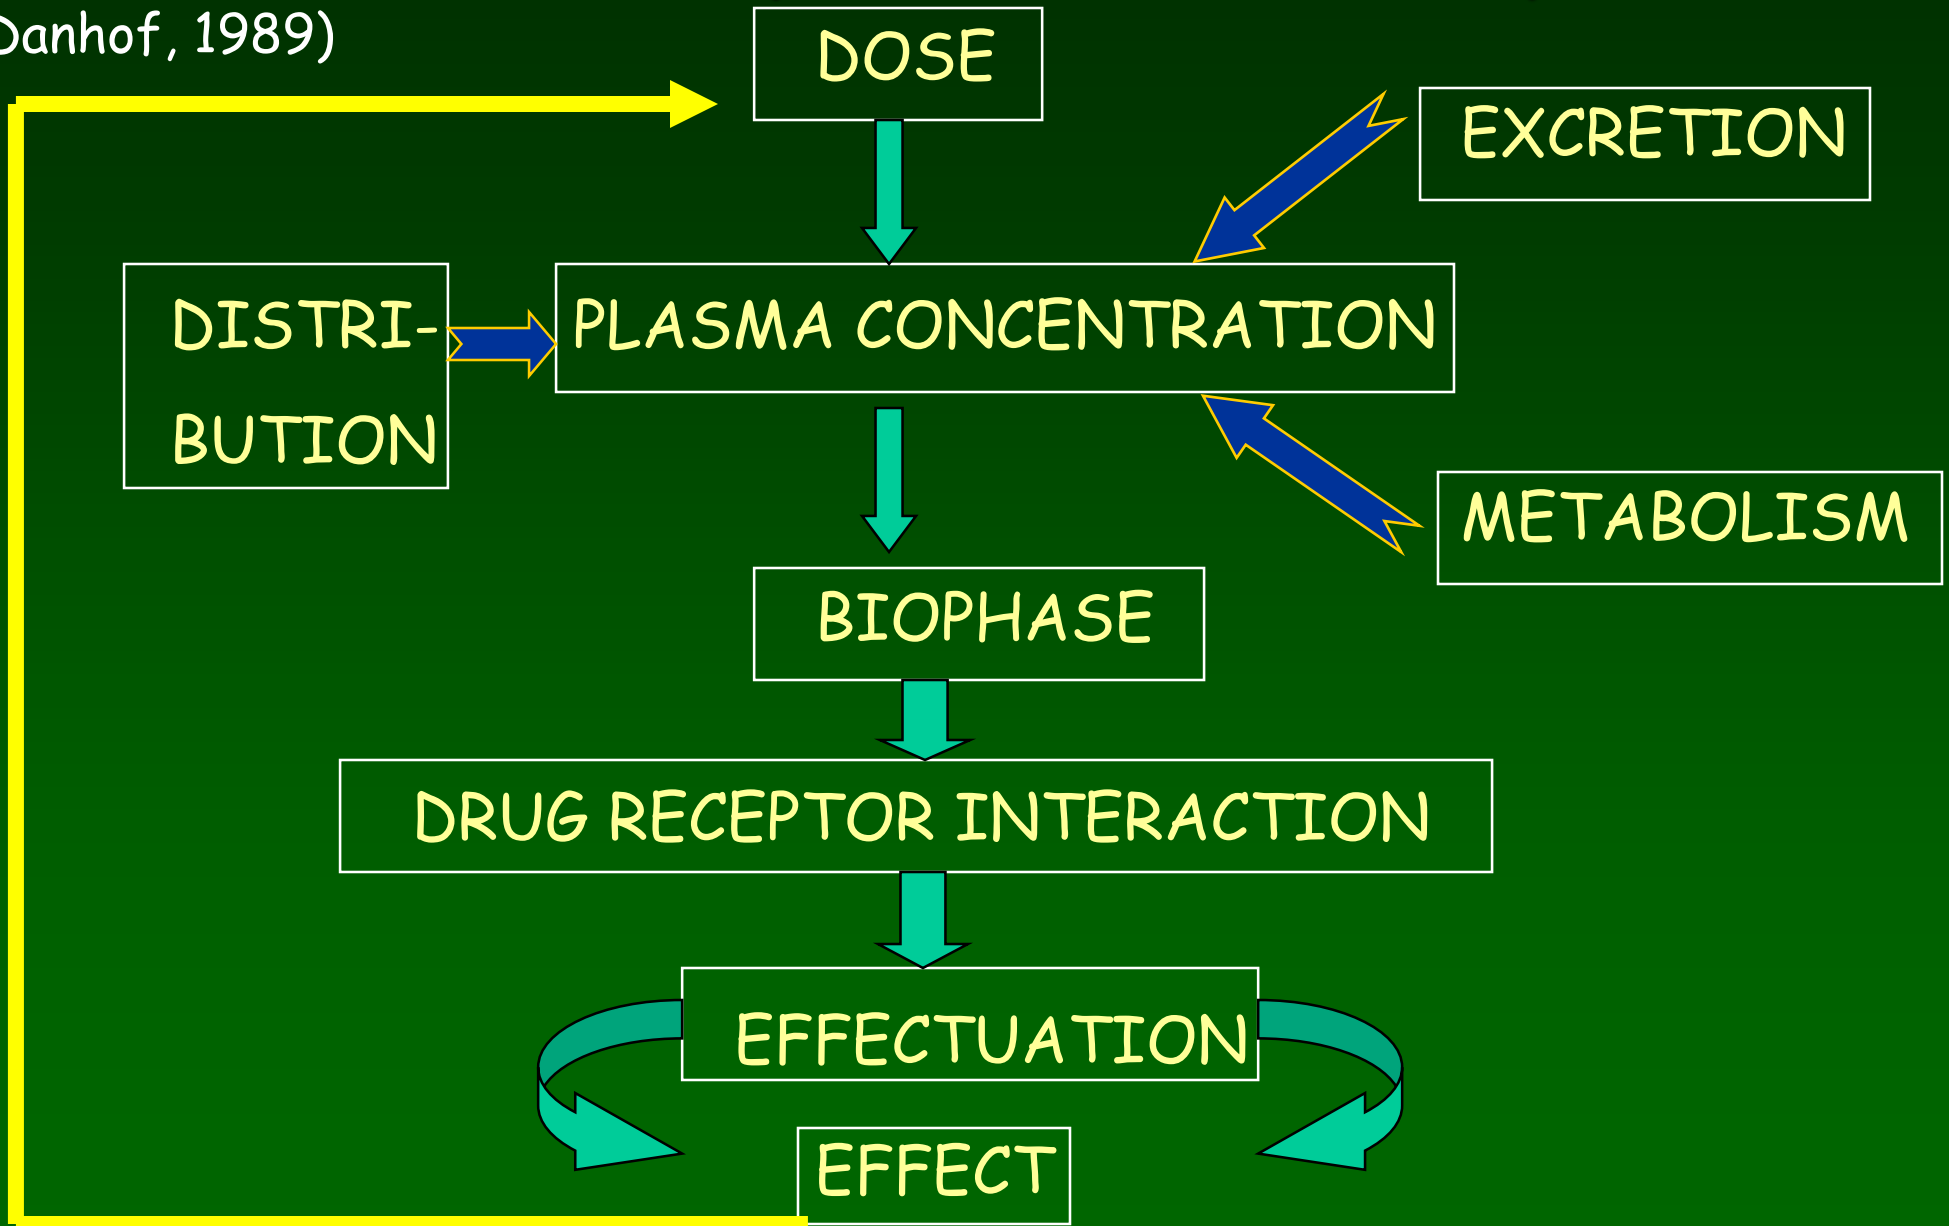 Danhof, 1989)
DOSE
EXCRETION
DISTRI-
BUTION
PLASMA CONCENTRATION
METABOLISM
BIOPHASE
DRUG RECEPTOR INTERACTION
EFFECTUATION
EFFECT